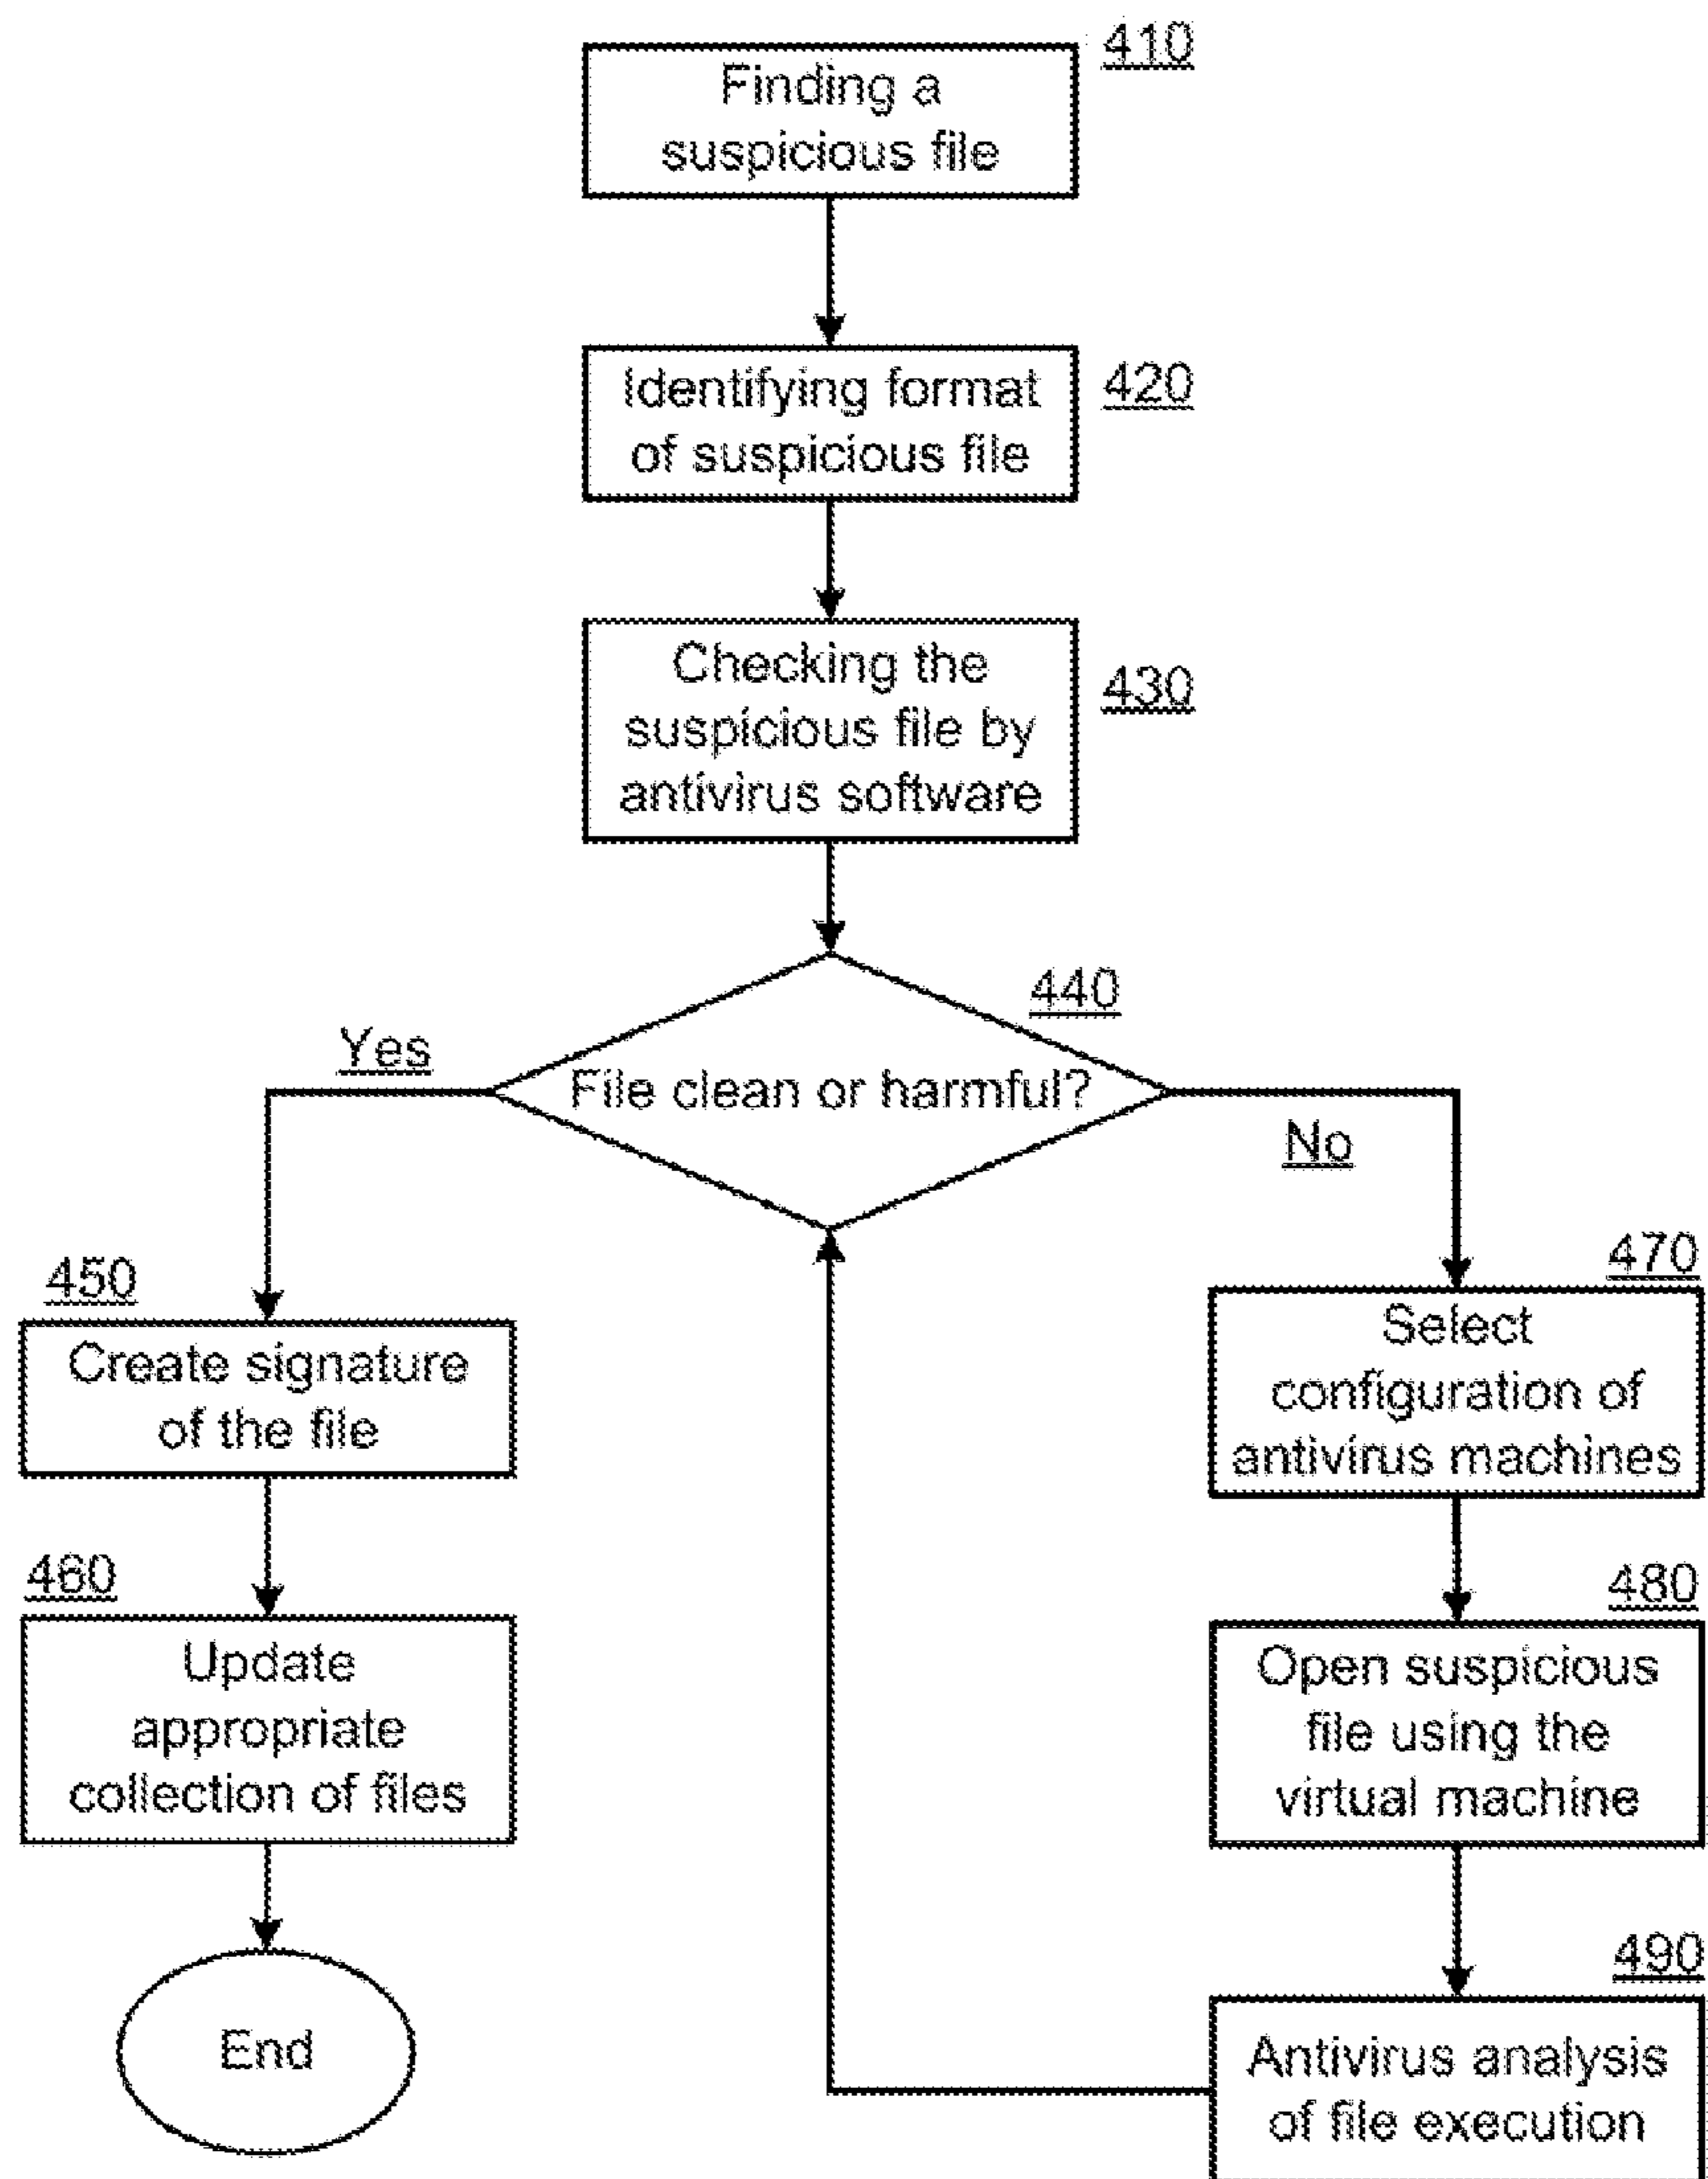 410
Finding a
suspicious file
420
Identifying format
of suspicious file
430
Checking the
suspicious file by
antivirus software
440
File clean or harmful?
Yes
No
450
Create signature
of the file
460
Update
appropriate
collection of files
End
470
Select
configuration of
antivirus machines
480
Open suspicious
file using the
virtual machine
490
Antivirus analysis
of file execution